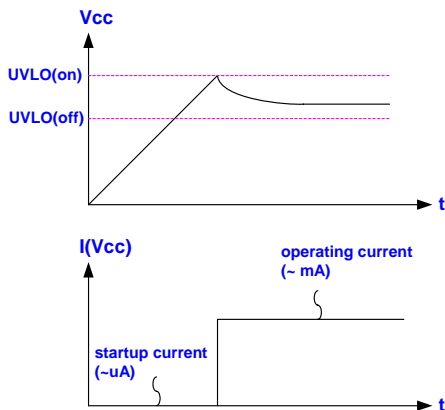 Vcc
UVLO(on)
UVLO(off)
t
I(Vcc)
operating current
(~ mA)
startup current
(~uA)
t